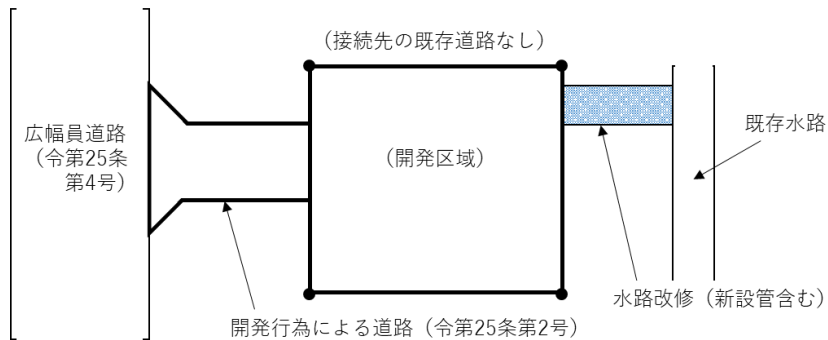 （接続先の既存道路なし）
広幅員道路
（令第25条
第4号）
（開発区域）
既存水路
水路改修（新設管含む）
開発行為による道路（令第25条第2号）